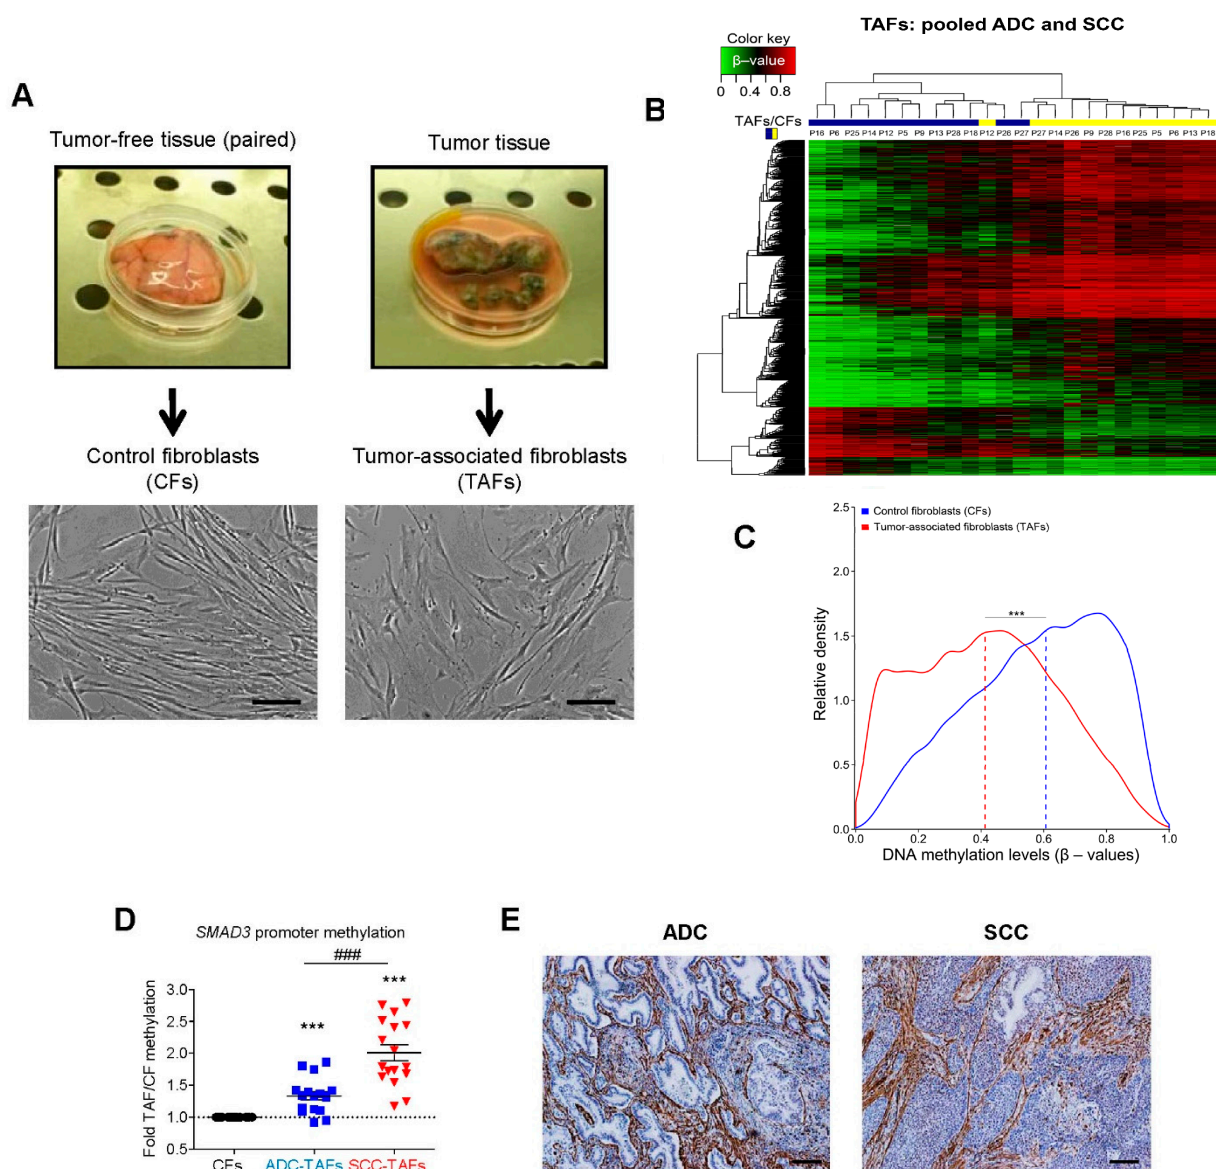 TAFs: pooled ADC and SCC
Color key
β–value
0 0.4 0.8
A
Tumor-free tissue (paired)
Tumor tissue
B
TAFs/CFs
P16 P6 P25 P14 P12 P5 P9 P13 P28 P18 P12 P26 P27 P27 P14 P26 P9 P28 P16 P25 P5 P6 P13 P18
Control fibroblasts
(CFs)
Tumor-associated fibroblasts
(TAFs)
C
Control fibroblasts (CFs)
Tumor-associated fibroblasts (TAFs)
***
2.5
2.0
1.5
1.0
0.5
0.0
Relative density
0.0 0.2 0.4 0.6 0.8 1.0
DNA methylation levels (β – values)
D
SMAD3 promoter methylation
###
***
***
3.0
2.5
2.0
1.5
1.0
0.5
Fold TAF/CF methylation
CFs ADC-TAFs SCC-TAFs
E
ADC
SCC